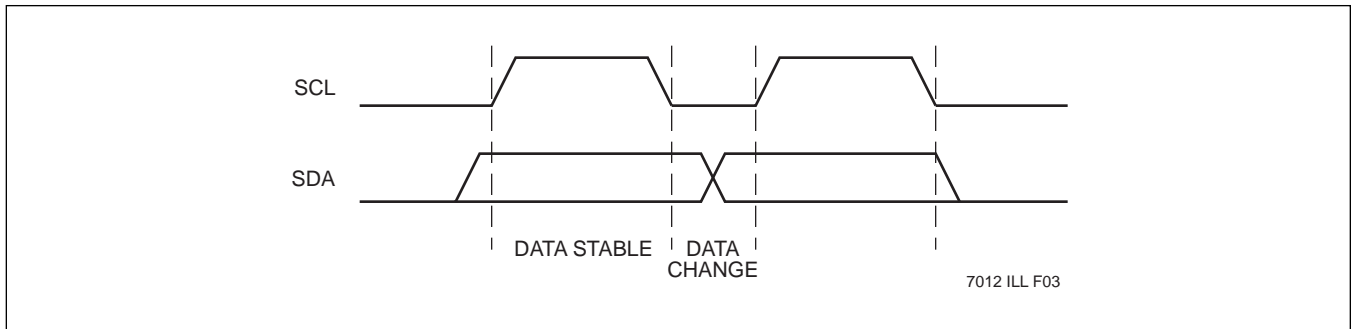 SCL
SDA
DATA STABLE
DATA
CHANGE
7012 ILL F03